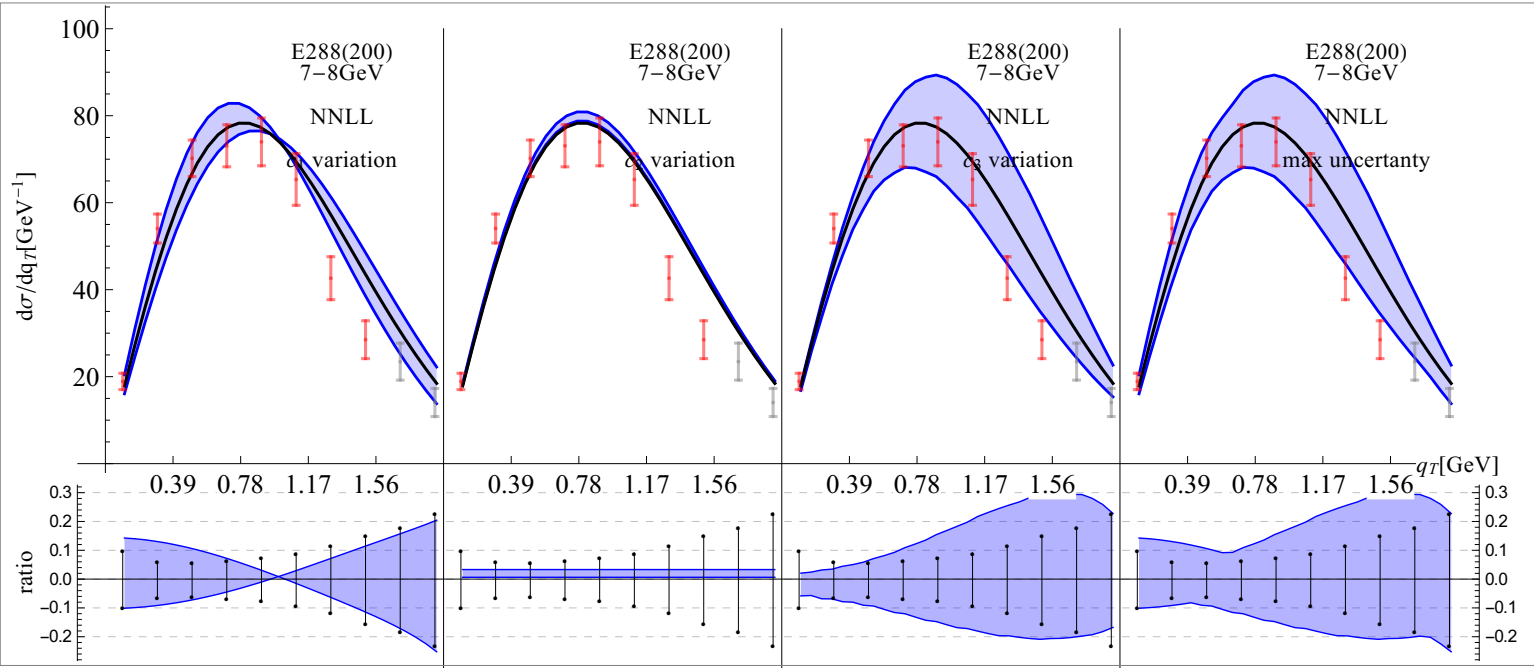 100
80
60
40
20
dσ/dq_T[GeV⁻¹]
E288(200)
7−8GeV
NNLL
variation
E288(200)
7−8GeV
NNLL
variation
E288(200)
7−8GeV
NNLL
c₃ variation
E288(200)
7−8GeV
NNLL
max uncertanty
q_T[GeV]
0.39 0.78 1.17 1.56
0.39 0.78 1.17 1.56
0.39 0.78 1.17 1.56
0.39 0.78 1.17 1.56
ratio
0.3
0.2
0.1
0.0
−0.1
−0.2
0.3
0.2
0.1
0.0
−0.1
−0.2